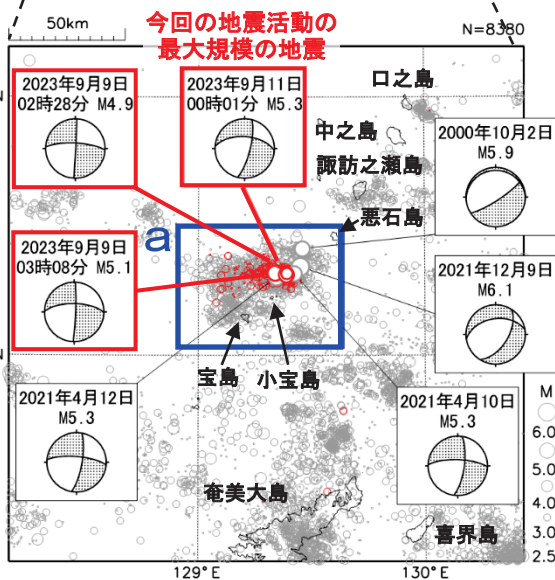 50km
今回の地震活動の
最大規模の地震
N=8380
2023年9月9日
02時28分 M4.9
2023年9月11日
00時01分 M5.3
口之島
中之島
諏訪之瀬島
悪石島
2000年10月2日
M5.9
a
2023年9月9日
03時08分 M5.1
2021年12月9日
M6.1
宝島
小宝島
2021年4月12日
M5.3
2021年4月10日
M5.3
M
6.0
5.0
4.0
3.0
2.5
奄美大島
喜界島
129°E
130°E